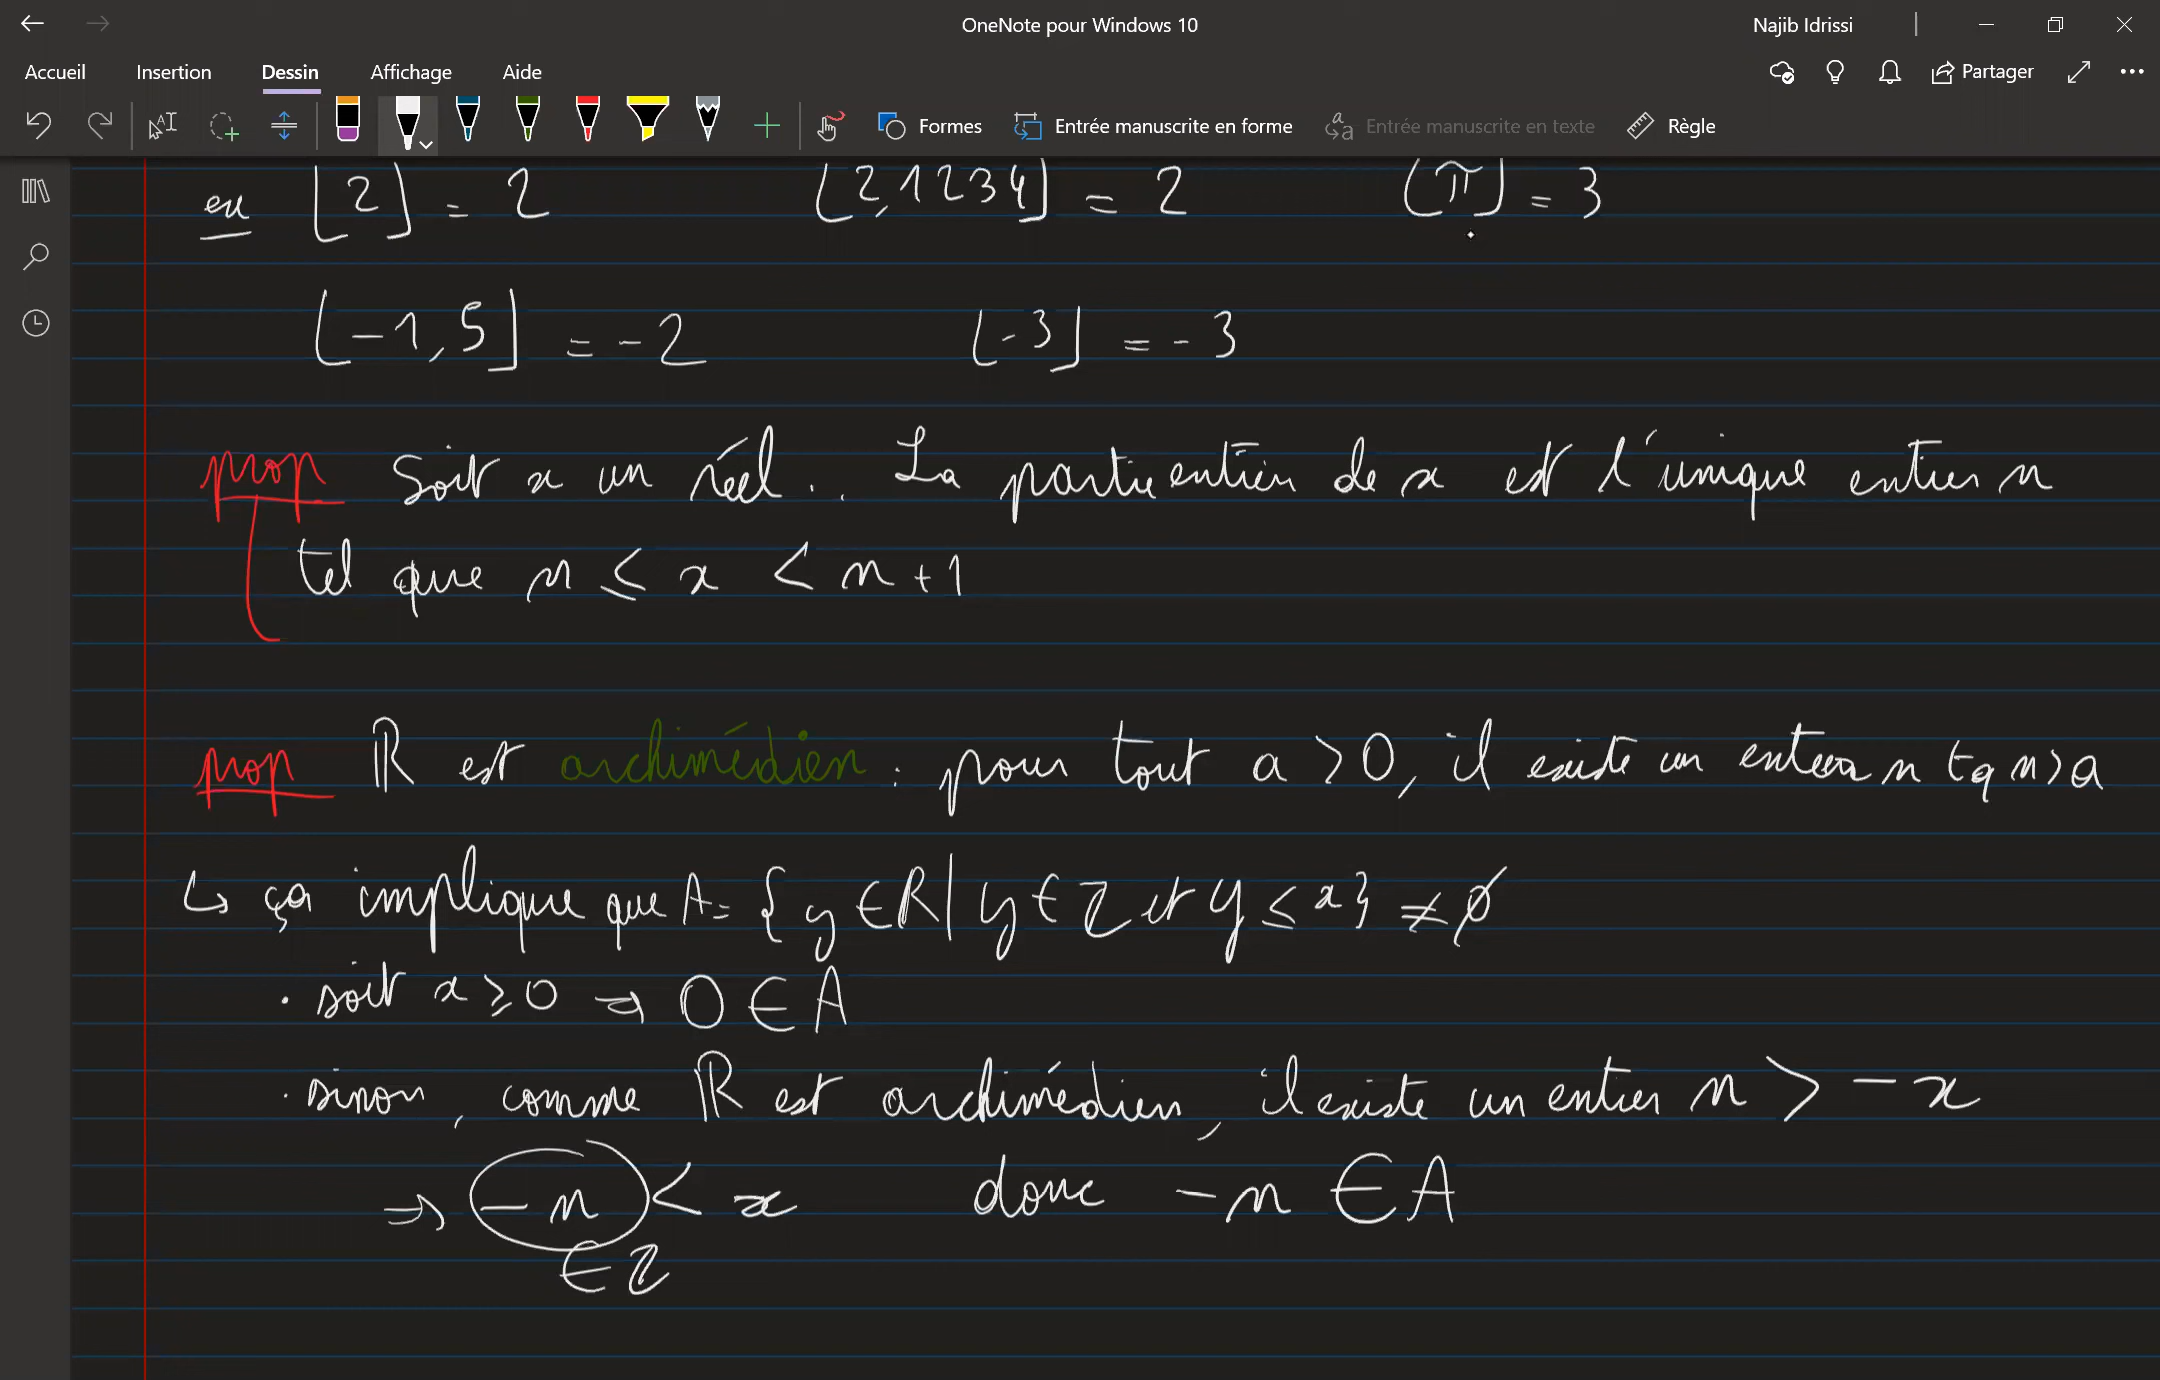 OneNote pour Windows 10
Najib Idrissi
Accueil Insertion Dessin Affichage Aide
Partager
Formes Entrée manuscrite en forme Entrée manuscrite en texte Règle
ex ⌊2⌋ = 2 ⌊2,1234⌋ = 2 ⌊π⌋ = 3
⌊-1,5⌋ = -2 ⌊-3⌋ = -3
prop Soit x un réel. La partie entière de x est l'unique entier n
tel que n ≤ x < n+1
prop ℝ est archimédien : pour tout a > 0, il existe un entier n tq n > a
↪ ça implique que A = {y ∈ ℝ | y ∈ ℤ et y ≤ x} ≠ ∅
· soit x ≥ 0 ⇒ 0 ∈ A
· sinon, comme ℝ est archimédien, il existe un entier n > -x
⇒ -n < x donc -n ∈ A
∈ ℤ